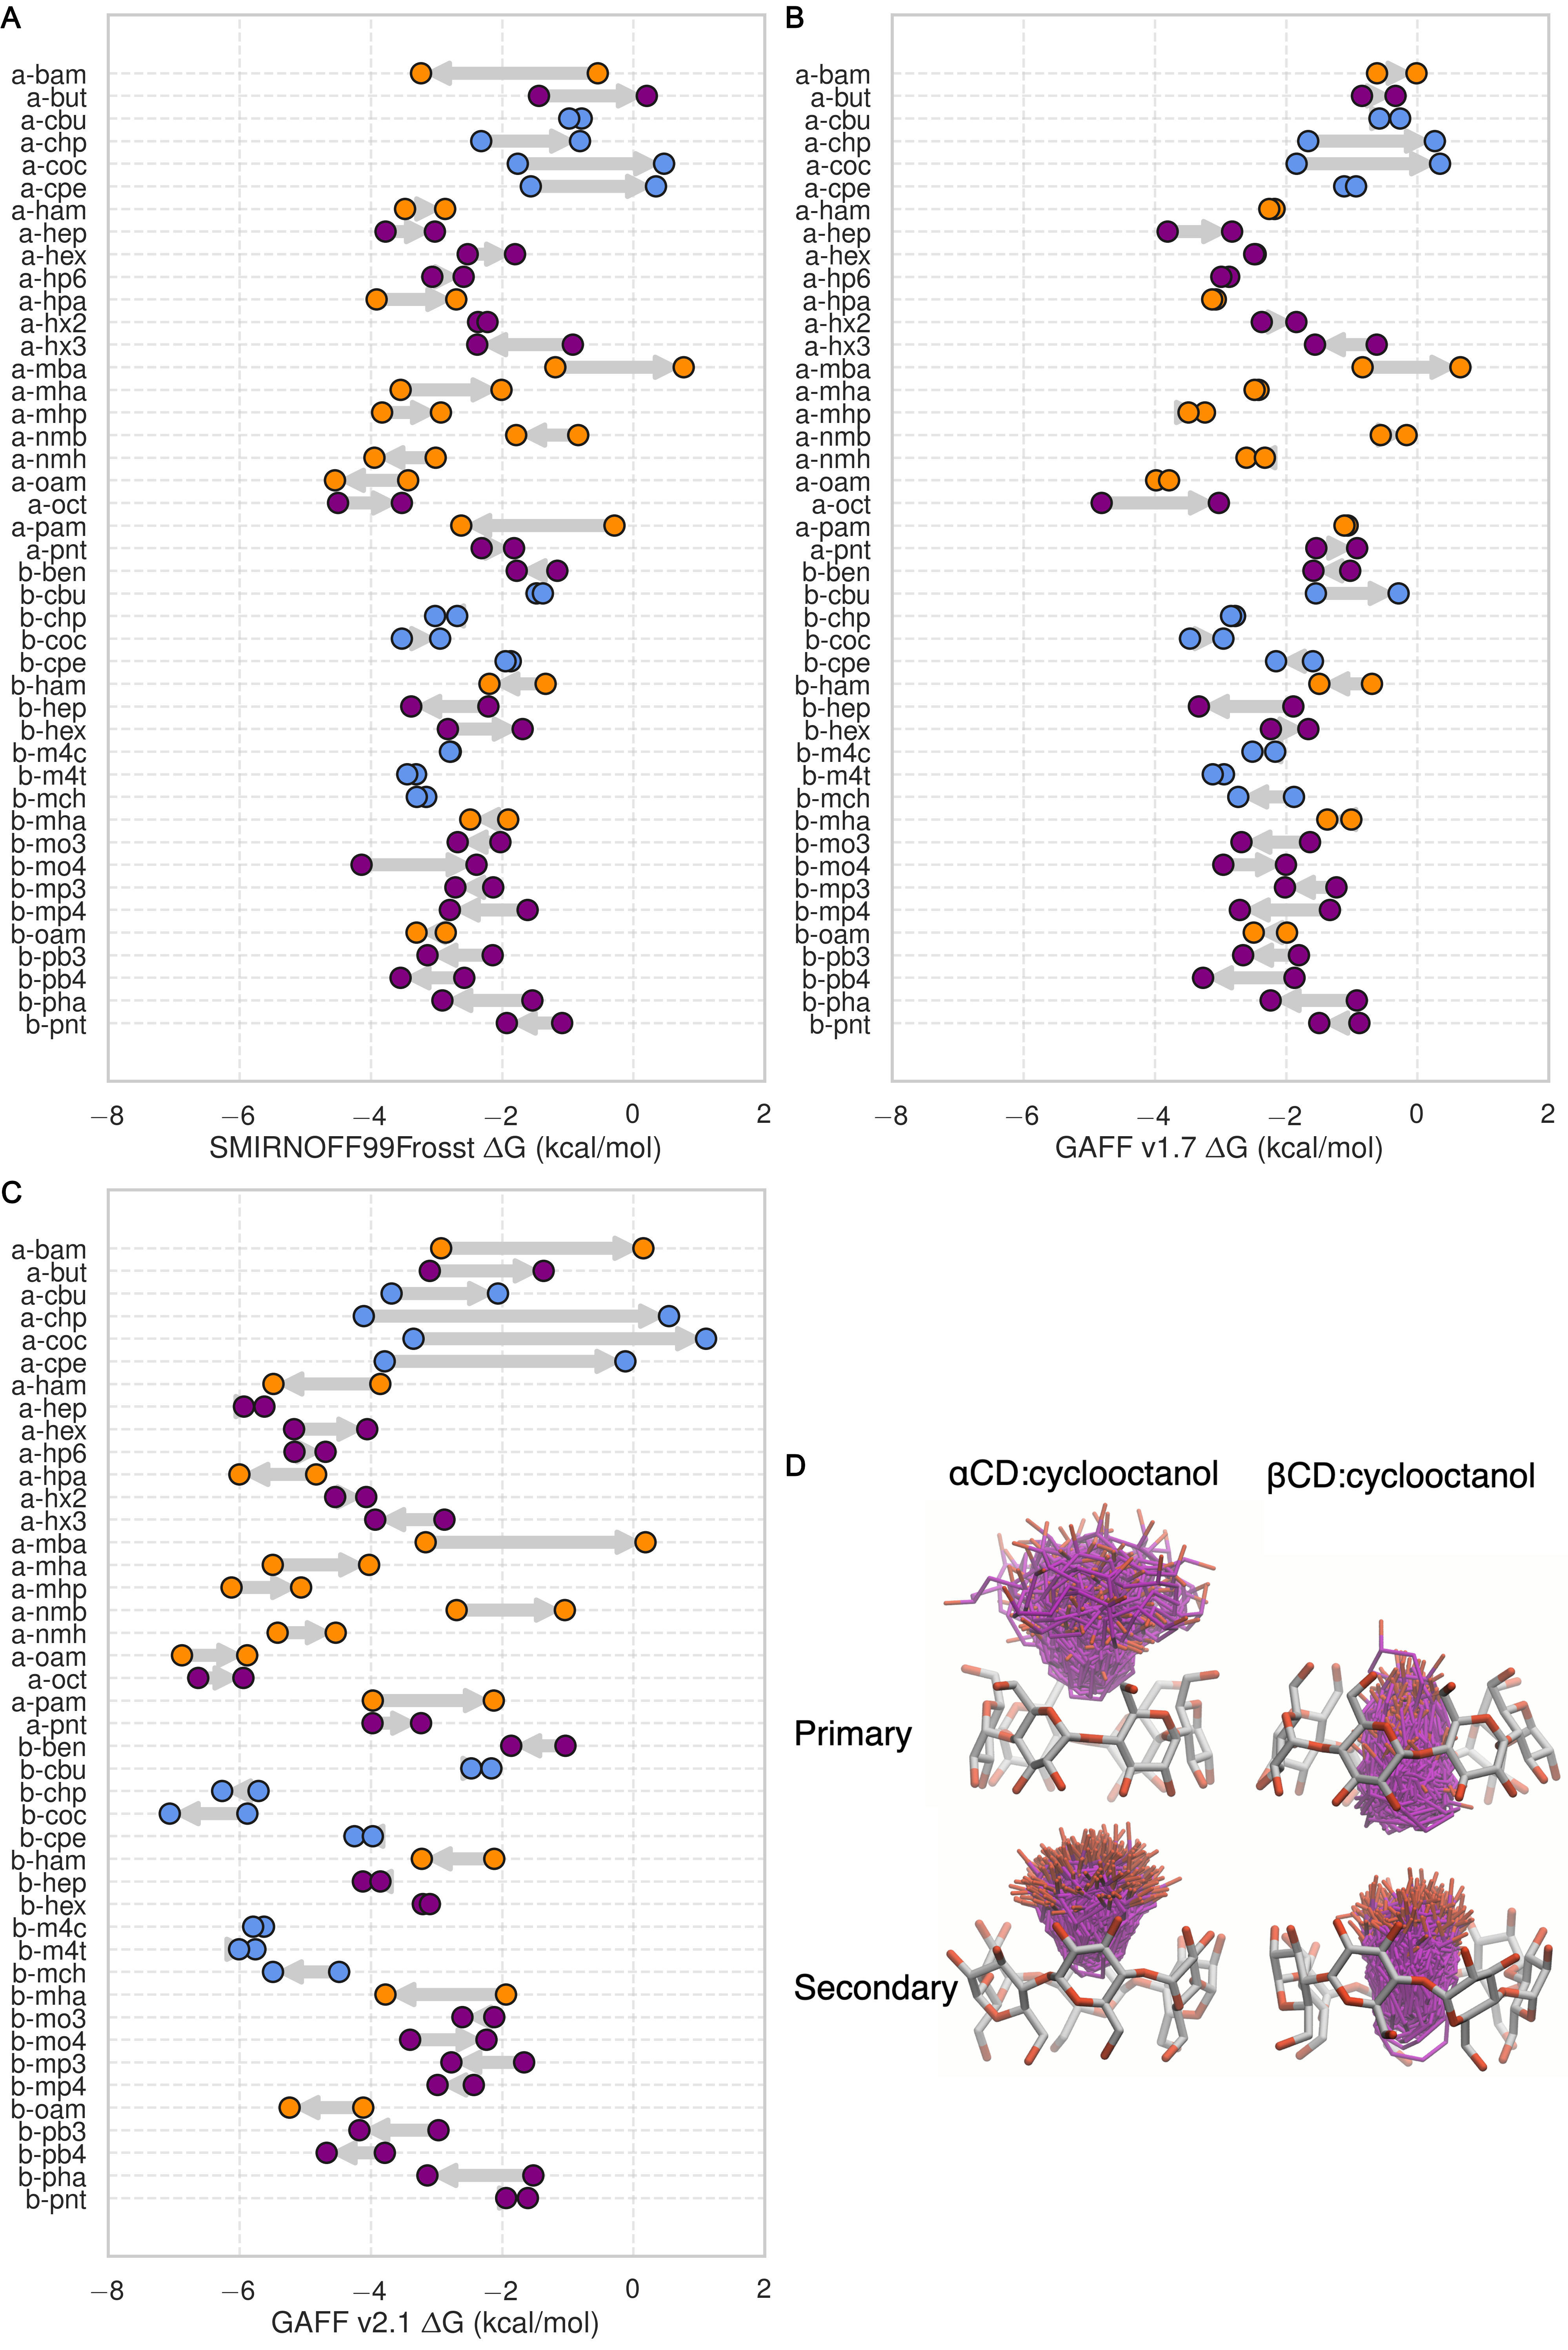 A
a-bam
a-but
a-cbu
a-chp
a-coc
a-cpe
a-ham
a-hep
a-hex
a-hp6
a-hpa
a-hx2
a-hx3
a-mba
a-mha
a-mhp
a-nmb
a-nmh
a-oam
a-oct
a-pam
a-pnt
b-ben
b-cbu
b-chp
b-coc
b-cpe
b-ham
b-hep
b-hex
b-m4c
b-m4t
b-mch
b-mha
b-mo3
b-mo4
b-mp3
b-mp4
b-oam
b-pb3
b-pb4
b-pha
b-pnt
−8 −6 −4 −2 0 2
SMIRNOFF99Frosst ΔG (kcal/mol)
B
a-bam
a-but
a-cbu
a-chp
a-coc
a-cpe
a-ham
a-hep
a-hex
a-hp6
a-hpa
a-hx2
a-hx3
a-mba
a-mha
a-mhp
a-nmb
a-nmh
a-oam
a-oct
a-pam
a-pnt
b-ben
b-cbu
b-chp
b-coc
b-cpe
b-ham
b-hep
b-hex
b-m4c
b-m4t
b-mch
b-mha
b-mo3
b-mo4
b-mp3
b-mp4
b-oam
b-pb3
b-pb4
b-pha
b-pnt
−8 −6 −4 −2 0 2
GAFF v1.7 ΔG (kcal/mol)
C
a-bam
a-but
a-cbu
a-chp
a-coc
a-cpe
a-ham
a-hep
a-hex
a-hp6
a-hpa
a-hx2
a-hx3
a-mba
a-mha
a-mhp
a-nmb
a-nmh
a-oam
a-oct
a-pam
a-pnt
b-ben
b-cbu
b-chp
b-coc
b-cpe
b-ham
b-hep
b-hex
b-m4c
b-m4t
b-mch
b-mha
b-mo3
b-mo4
b-mp3
b-mp4
b-oam
b-pb3
b-pb4
b-pha
b-pnt
−8 −6 −4 −2 0 2
GAFF v2.1 ΔG (kcal/mol)
D
αCD:cyclooctanol βCD:cyclooctanol
Primary
Secondary